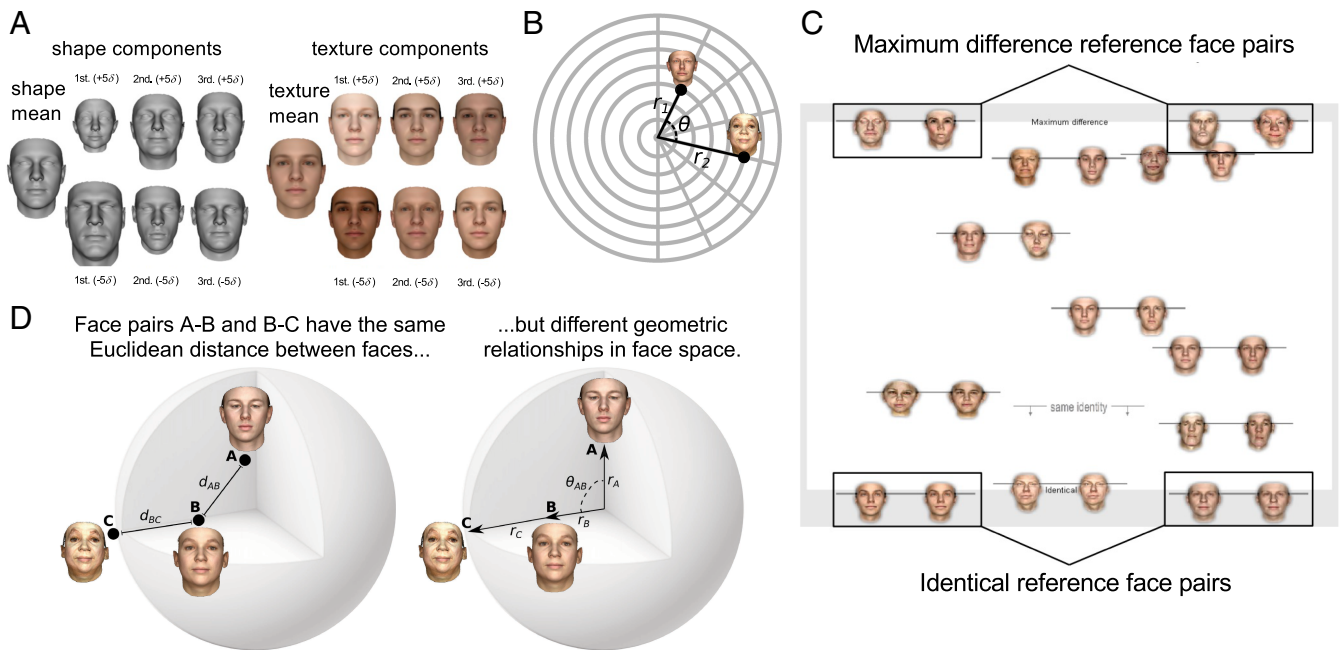 A
shape components
texture components
shape
mean
1st. (+5δ) 2nd. (+5δ) 3rd. (+5δ)
1st. (-5δ) 2nd. (-5δ) 3rd. (-5δ)
texture
mean
1st. (+5δ) 2nd. (+5δ) 3rd. (+5δ)
1st. (-5δ) 2nd. (-5δ) 3rd. (-5δ)
B
r1
θ
r2
C
Maximum difference reference face pairs
Maximum difference
same identity
Identical
Identical reference face pairs
D
Face pairs A-B and B-C have the same
Euclidean distance between faces...
A
dAB
B
C
dBC
...but different geometric
relationships in face space.
A
θAB
rA
B
rB
C
rC